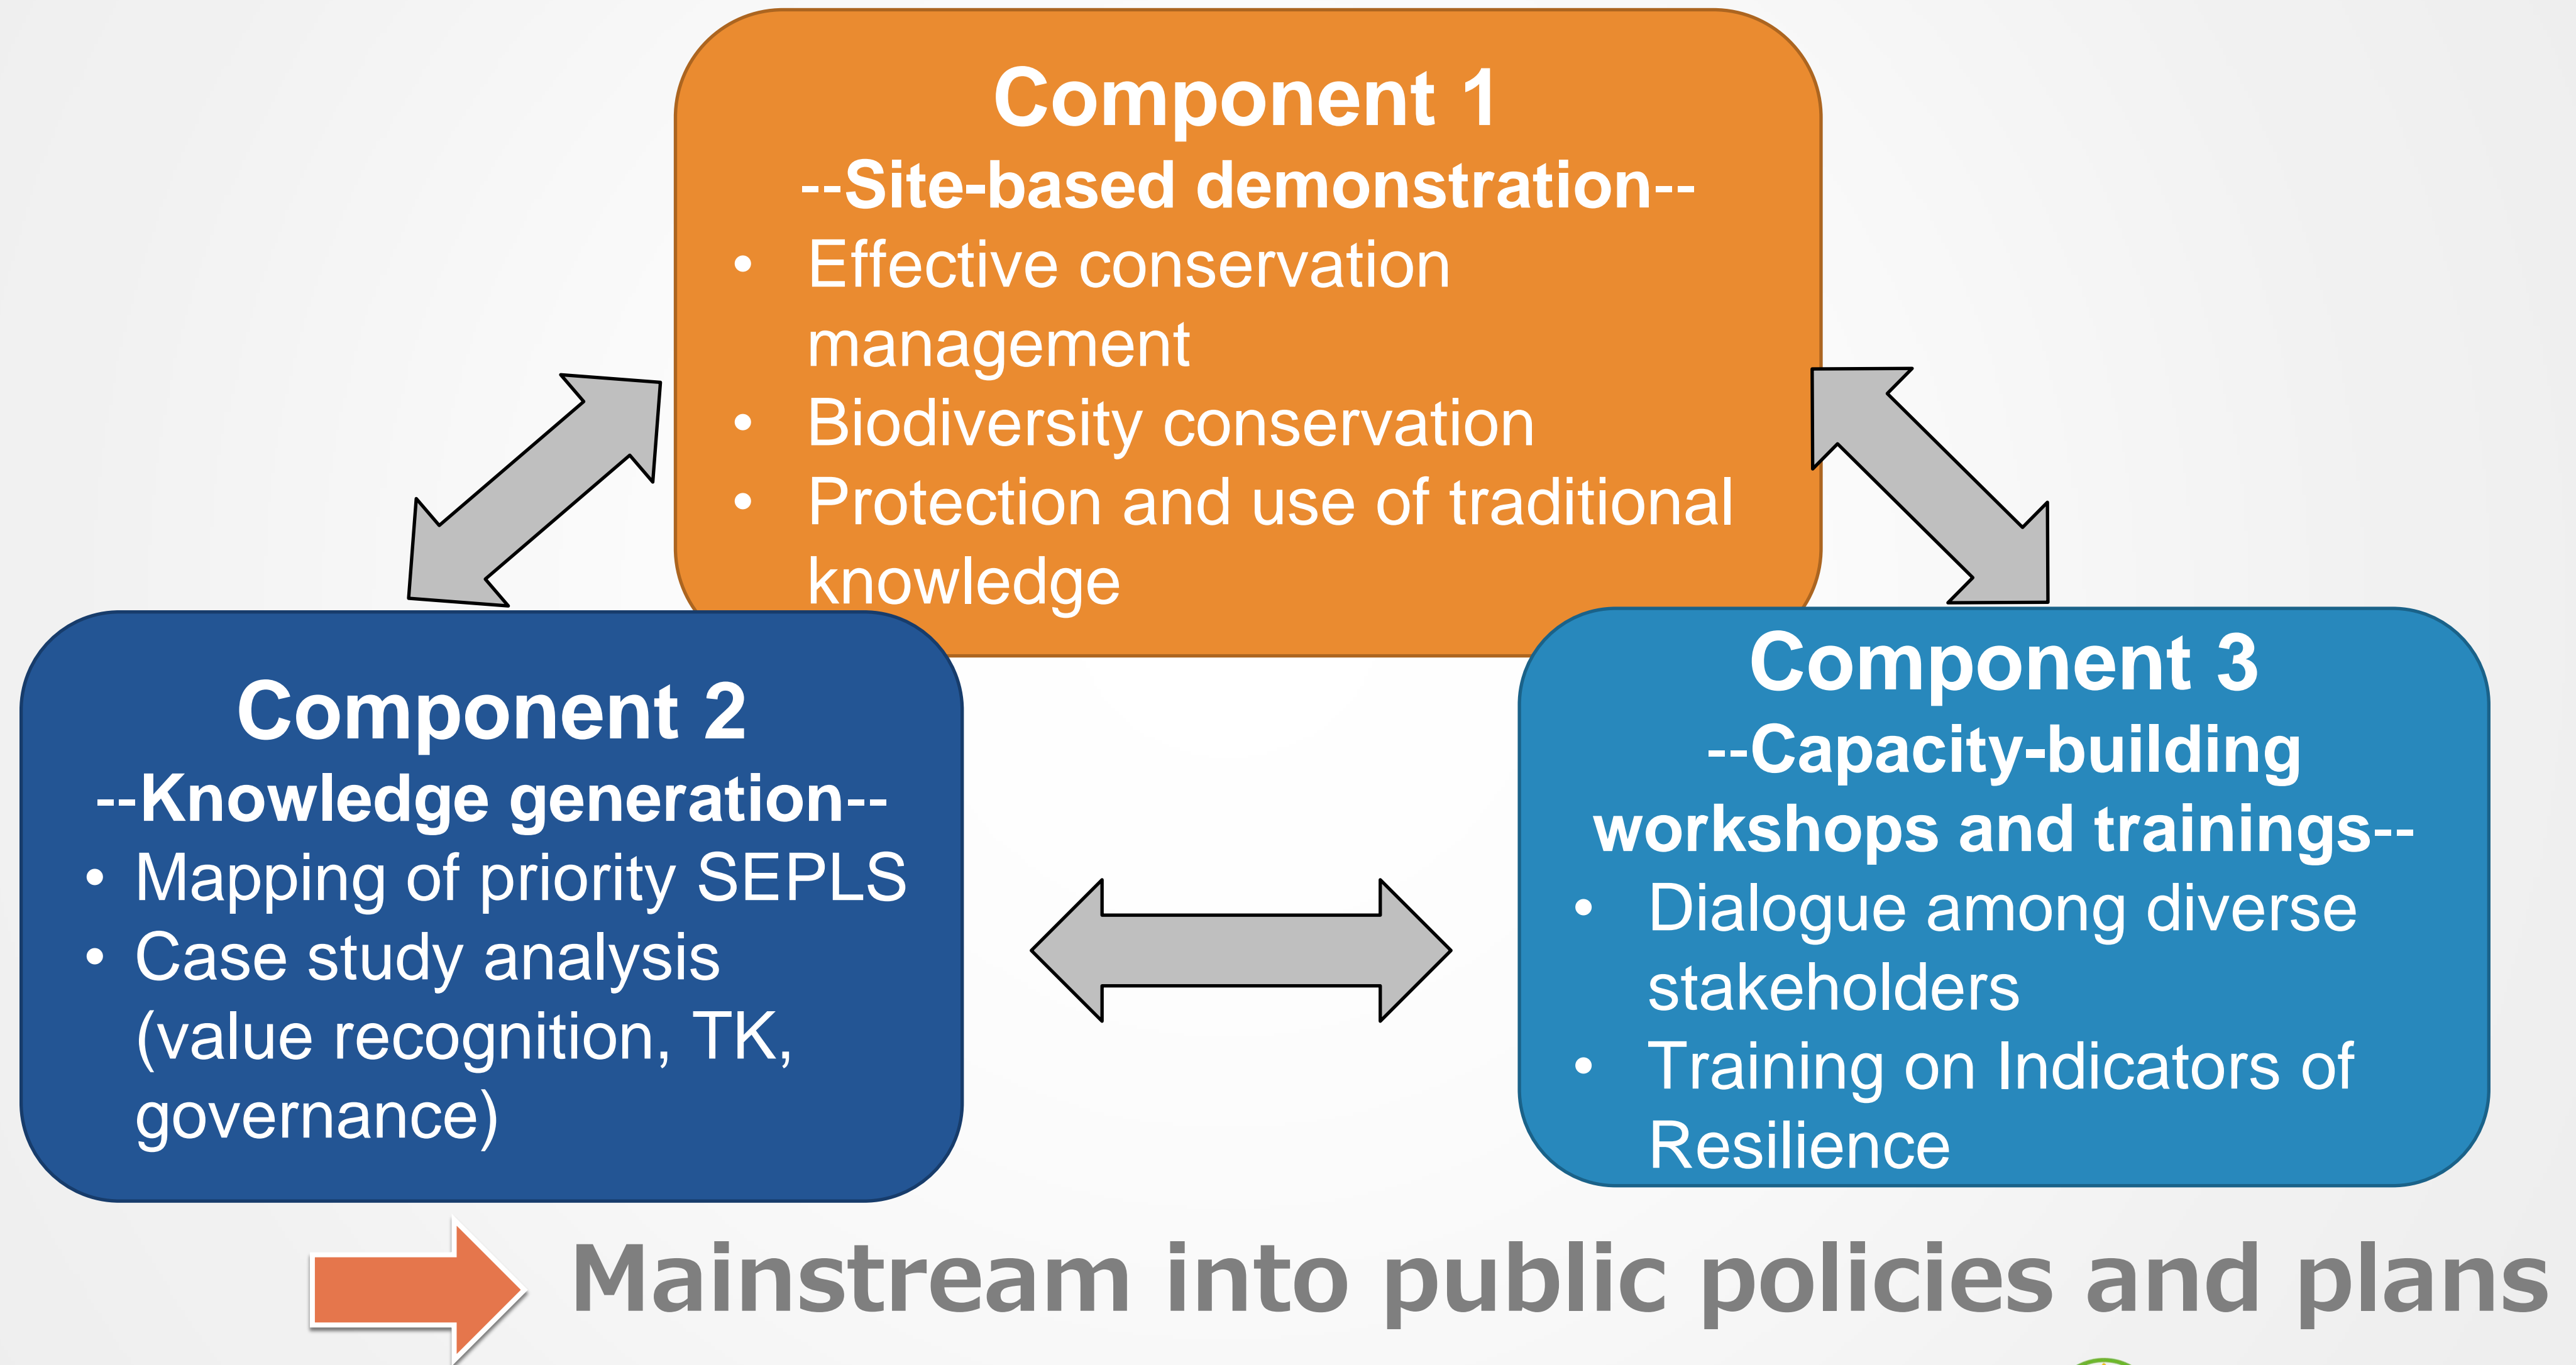 Component 1
--Site-based demonstration--
• Effective conservation
management
• Biodiversity conservation
• Protection and use of traditional
knowledge
Component 2
--Knowledge generation--
• Mapping of priority SEPLS
• Case study analysis
(value recognition, TK,
governance)
Component 3
--Capacity-building
workshops and trainings--
• Dialogue among diverse
stakeholders
• Training on Indicators of
Resilience
Mainstream into public policies and plans